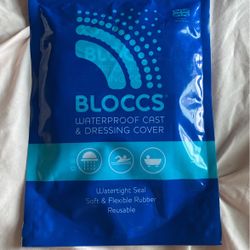 BLOCCS
WATERPROOF CAST
& DRESSING COVER
Watertight Seal
Soft & Flexible Rubber
Reusable